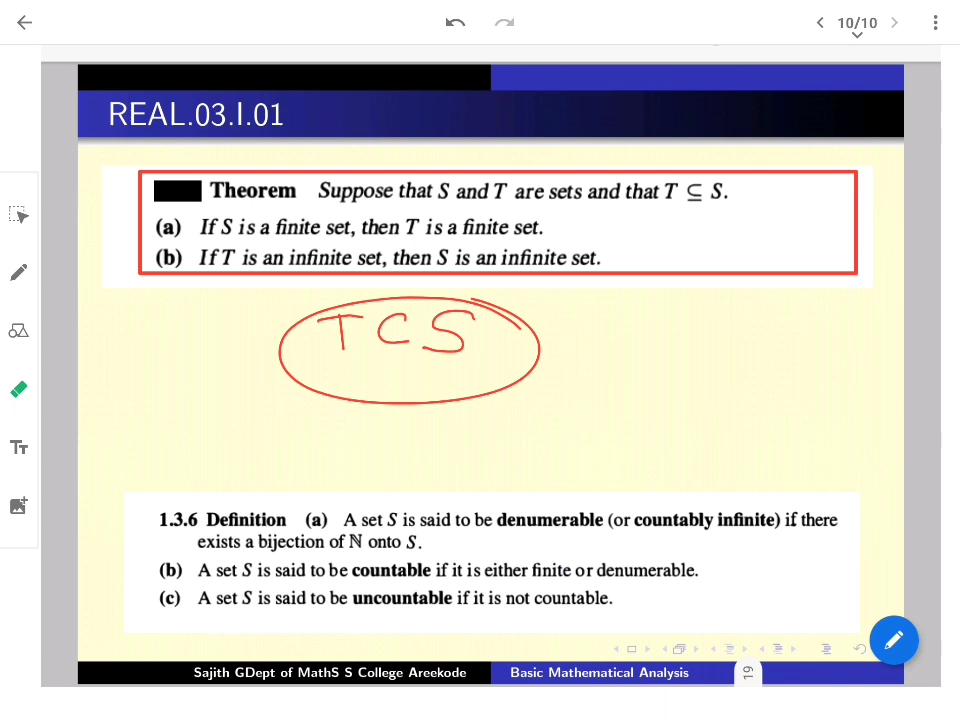 10/10
REAL.03.I.01
Theorem Suppose that S and T are sets and that T ⊆ S.
(a) If S is a finite set, then T is a finite set.
(b) If T is an infinite set, then S is an infinite set.
T C S
1.3.6 Definition (a) A set S is said to be denumerable (or countably infinite) if there
exists a bijection of ℕ onto S.
(b) A set S is said to be countable if it is either finite or denumerable.
(c) A set S is said to be uncountable if it is not countable.
Tт
Sajith GDept of MathS S College Areekode Basic Mathematical Analysis 19